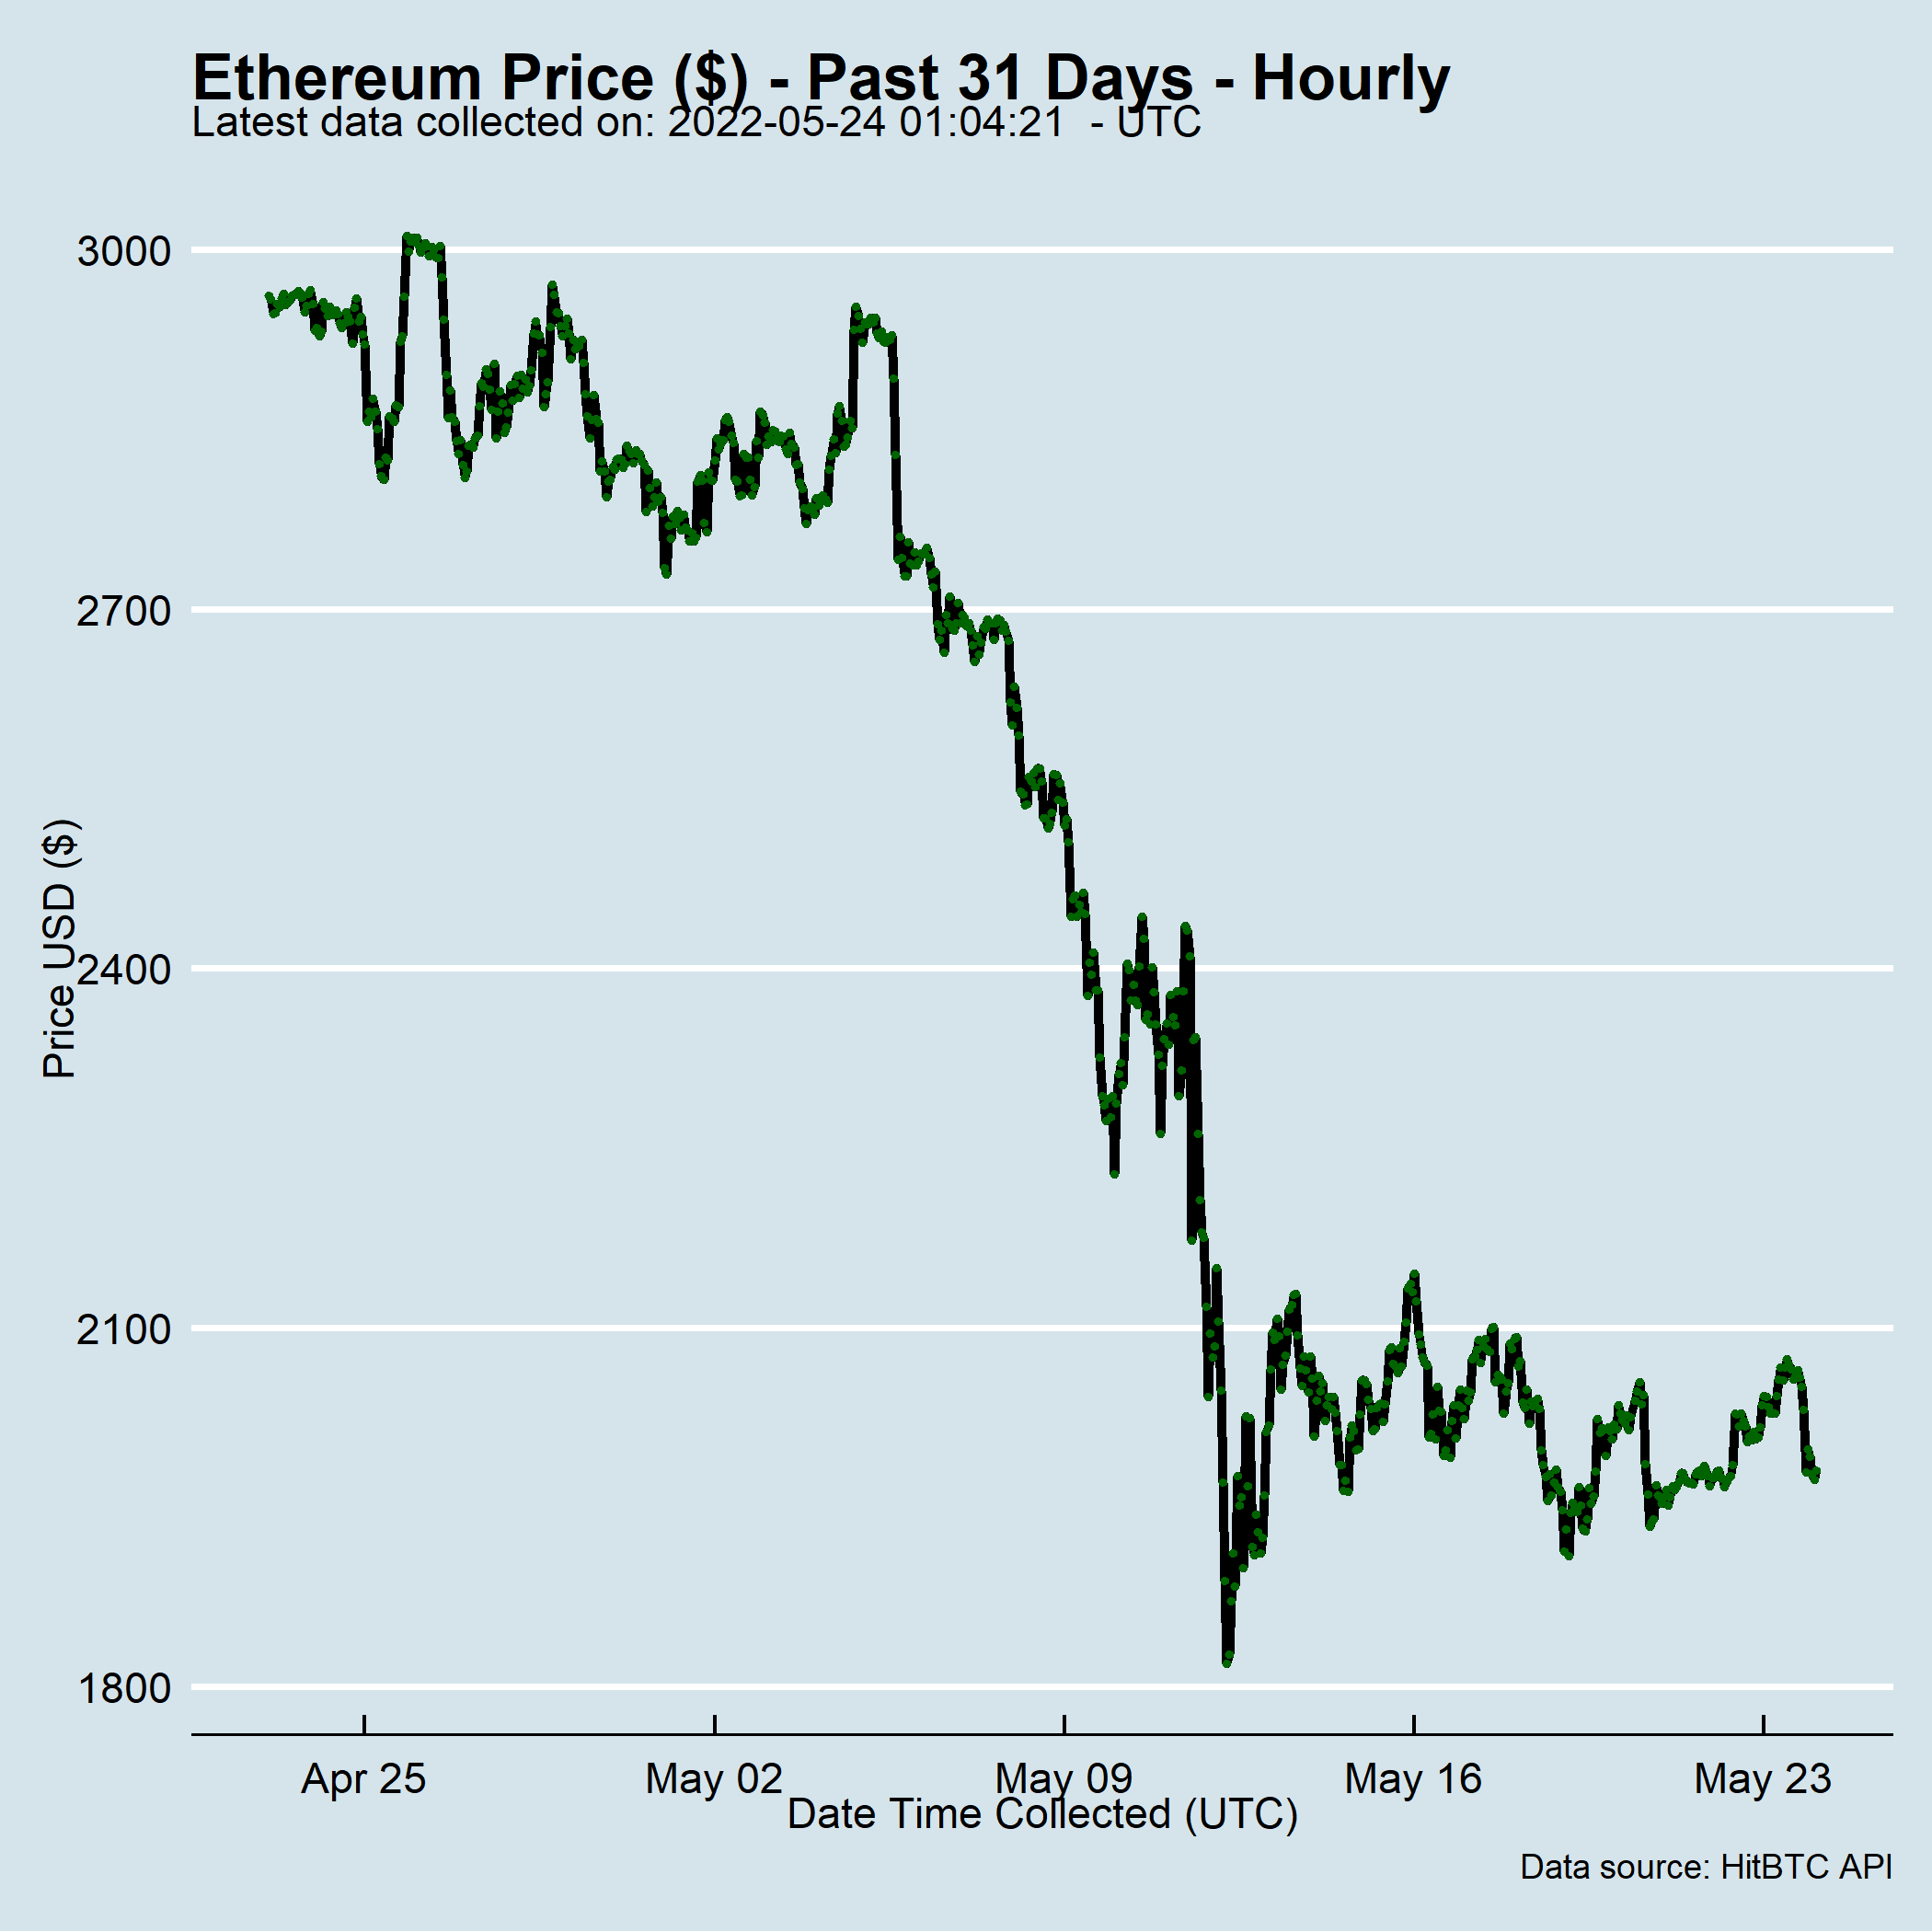 Ethereum Price ($) - Past 31 Days - Hourly
Latest data collected on: 2022-05-24 01:04:21  - UTC
3000
2700
2400
2100
1800
Price USD ($)
Apr 25 May 02 May 09 May 16 May 23
Date Time Collected (UTC)
Data source: HitBTC API